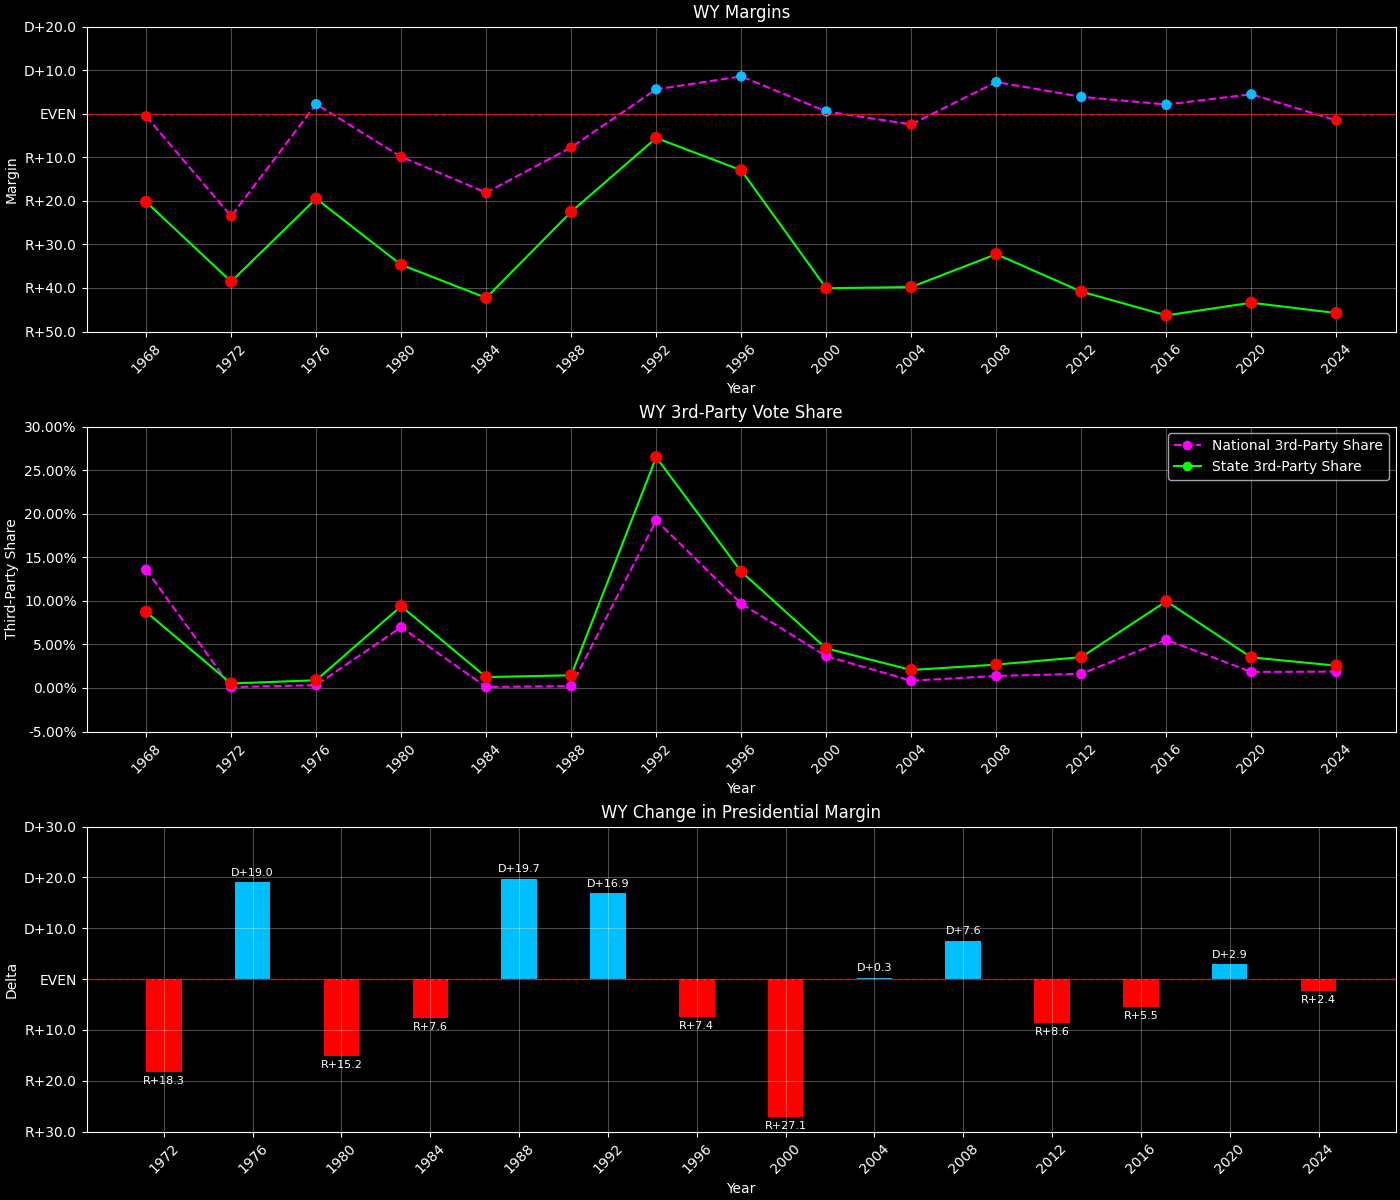 WY Margins
D+20.0
D+10.0
EVEN
R+10.0
R+20.0
R+30.0
R+40.0
R+50.0
Margin
1968 1972 1976 1980 1984 1988 1992 1996 2000 2004 2008 2012 2016 2020 2024
Year
WY 3rd-Party Vote Share
30.00%
25.00%
20.00%
15.00%
10.00%
5.00%
0.00%
-5.00%
Third-Party Share
National 3rd-Party Share
State 3rd-Party Share
1968 1972 1976 1980 1984 1988 1992 1996 2000 2004 2008 2012 2016 2020 2024
Year
WY Change in Presidential Margin
D+30.0
D+20.0
D+10.0
EVEN
R+10.0
R+20.0
R+30.0
Delta
R+18.3
D+19.0
R+15.2
R+7.6
D+19.7
D+16.9
R+7.4
R+27.1
D+0.3
D+7.6
R+8.6
R+5.5
D+2.9
R+2.4
1972 1976 1980 1984 1988 1992 1996 2000 2004 2008 2012 2016 2020 2024
Year